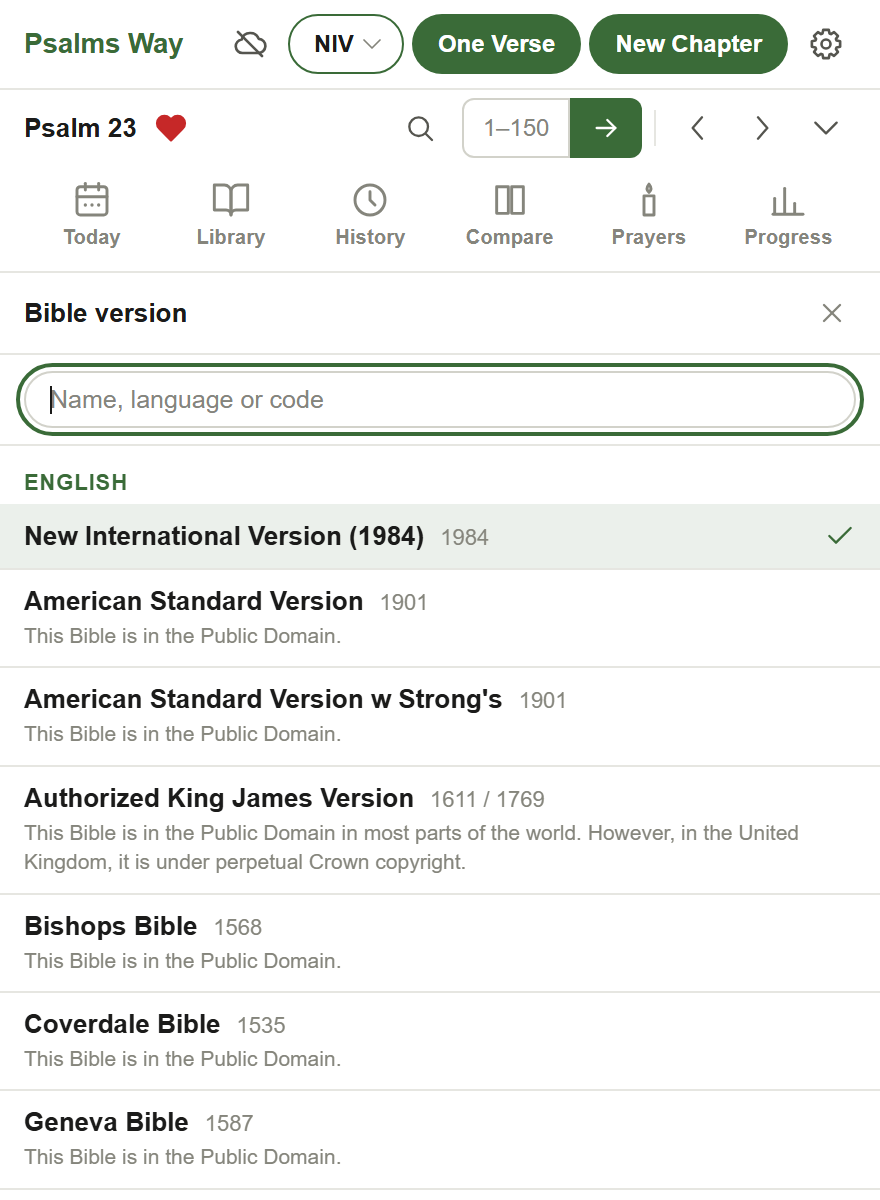 Psalms Way
NIV
One Verse
New Chapter
Psalm 23
1–150
Today
Library
History
Compare
Prayers
Progress
Bible version
Name, language or code
ENGLISH
New International Version (1984) 1984
American Standard Version 1901
This Bible is in the Public Domain.
American Standard Version w Strong's 1901
This Bible is in the Public Domain.
Authorized King James Version 1611 / 1769
This Bible is in the Public Domain in most parts of the world. However, in the United
Kingdom, it is under perpetual Crown copyright.
Bishops Bible 1568
This Bible is in the Public Domain.
Coverdale Bible 1535
This Bible is in the Public Domain.
Geneva Bible 1587
This Bible is in the Public Domain.